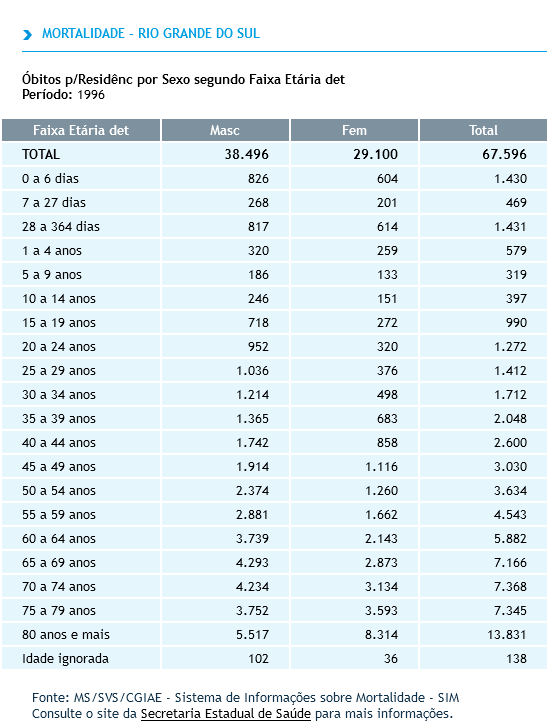 MORTALIDADE - RIO GRANDE DO SUL
Óbitos p/Residênc por Sexo segundo Faixa Etária det
Período: 1996
Faixa Etária det Masc Fem Total
TOTAL 38.496 29.100 67.596
0 a 6 dias 826 604 1.430
7 a 27 dias 268 201 469
28 a 364 dias 817 614 1.431
1 a 4 anos 320 259 579
5 a 9 anos 186 133 319
10 a 14 anos 246 151 397
15 a 19 anos 718 272 990
20 a 24 anos 952 320 1.272
25 a 29 anos 1.036 376 1.412
30 a 34 anos 1.214 498 1.712
35 a 39 anos 1.365 683 2.048
40 a 44 anos 1.742 858 2.600
45 a 49 anos 1.914 1.116 3.030
50 a 54 anos 2.374 1.260 3.634
55 a 59 anos 2.881 1.662 4.543
60 a 64 anos 3.739 2.143 5.882
65 a 69 anos 4.293 2.873 7.166
70 a 74 anos 4.234 3.134 7.368
75 a 79 anos 3.752 3.593 7.345
80 anos e mais 5.517 8.314 13.831
Idade ignorada 102 36 138
Fonte: MS/SVS/CGIAE - Sistema de Informações sobre Mortalidade - SIM
Consulte o site da Secretaria Estadual de Saúde para mais informações.